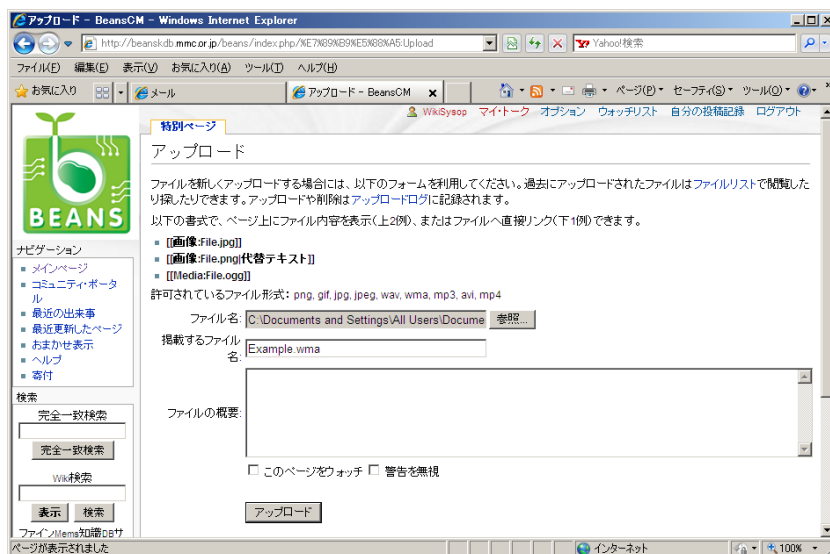 アップロード - BeansCM - Windows Internet Explorer
http://beanskdb.mmc.or.jp/beans/index.php/%E7%89%B9%E5%88%A5:Upload
Yahoo!検索
ファイル(F) 編集(E) 表示(V) お気に入り(A) ツール(T) ヘルプ(H)
お気に入り メール アップロード - BeansCM x ページ(P) セーフティ(S) ツール(O)
WikiSysop マイ・トーク オプション ウォッチリスト 自分の投稿記録 ログアウト
特別ページ
アップロード
ファイルを新しくアップロードする場合には、以下のフォームを利用してください。過去にアップロードされたファイルはファイルリストで閲覧した
り探したりできます。アップロードや削除はアップロードログに記録されます。
以下の書式で、ページ上にファイル内容を表示(上2例)、またはファイルへ直接リンク(下1例)できます。
[[画像:File.jpg]]
[[画像:File.png|代替テキスト]]
[[Media:File.ogg]]
許可されているファイル形式: png, gif, jpg, jpeg, wav, wma, mp3, avi, mp4
ファイル名: C:\Documents and Settings\All Users\Docume 参照...
掲載するファイル
名: Example.wma
ファイルの概要:
このページをウォッチ 警告を無視
アップロード
BEANS
ナビゲーション
メインページ
コミュニティ・ポータ
ル
最近の出来事
最近更新したページ
おまかせ表示
ヘルプ
寄付
検索
完全一致検索
完全一致検索
Wiki検索
表示 検索
ファインMems知識DBサ
ページが表示されました インターネット 100%